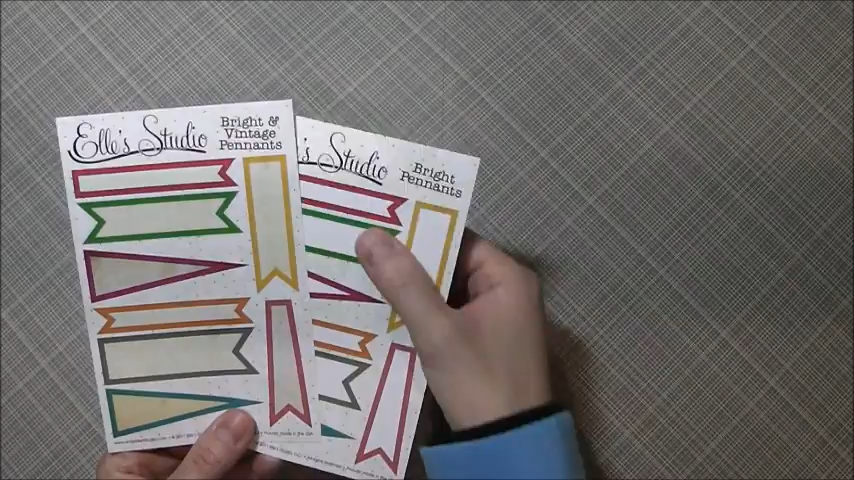 Elle's Studio
Bright &
Vintage
Pennants
's Studio
Bright
Pennants